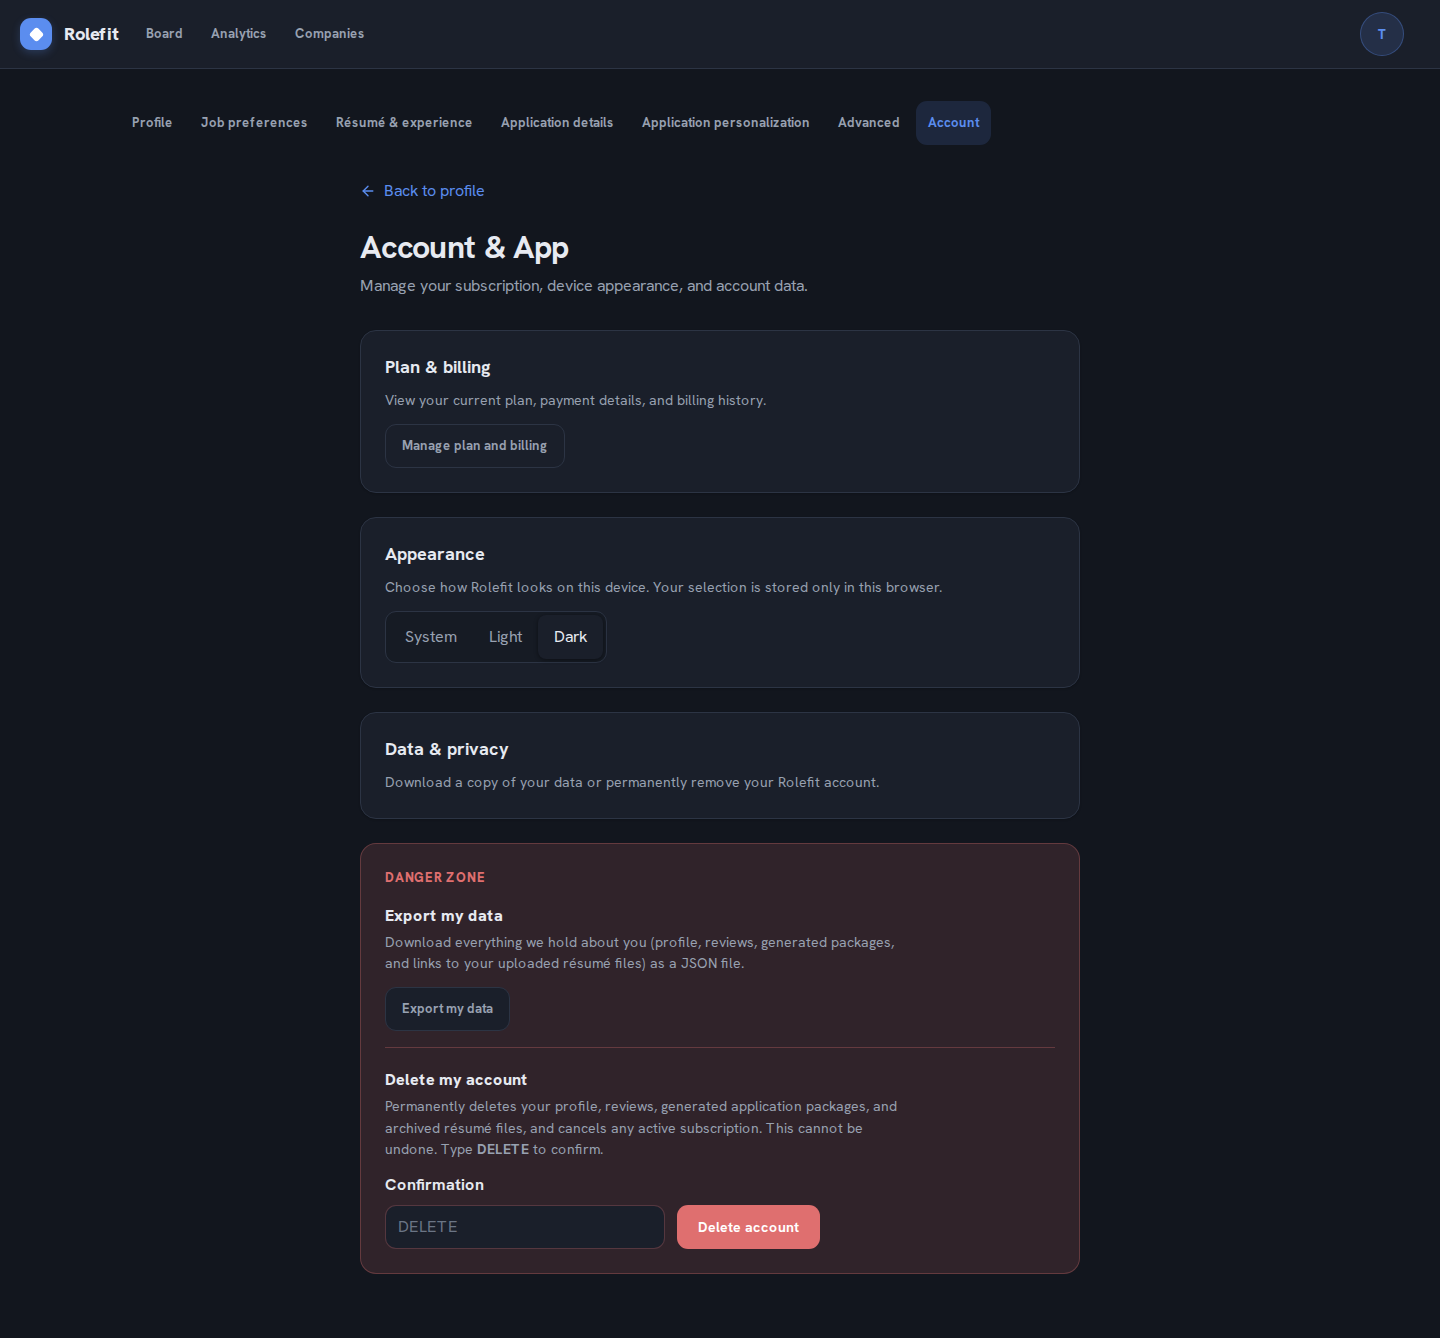 Rolefit
Board
Analytics
Companies
T
Profile
Job preferences
Résumé & experience
Application details
Application personalization
Advanced
Account
Back to profile
Account & App
Manage your subscription, device appearance, and account data.
Plan & billing
View your current plan, payment details, and billing history.
Manage plan and billing
Appearance
Choose how Rolefit looks on this device. Your selection is stored only in this browser.
System
Light
Dark
Data & privacy
Download a copy of your data or permanently remove your Rolefit account.
DANGER ZONE
Export my data
Download everything we hold about you (profile, reviews, generated packages,
and links to your uploaded résumé files) as a JSON file.
Export my data
Delete my account
Permanently deletes your profile, reviews, generated application packages, and
archived résumé files, and cancels any active subscription. This cannot be
undone. Type DELETE to confirm.
Confirmation
DELETE
Delete account